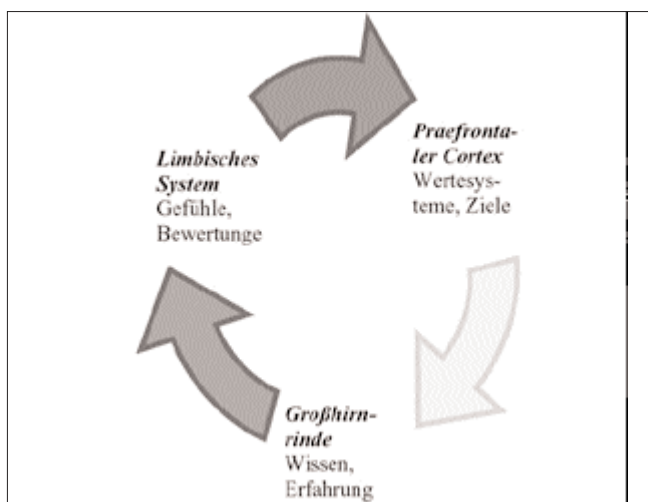 Limbisches
System
Gefühle,
Bewertunge
Praefronta-
ler Cortex
Wertesys-
teme, Ziele
Großhirn-
rinde
Wissen,
Erfahrung